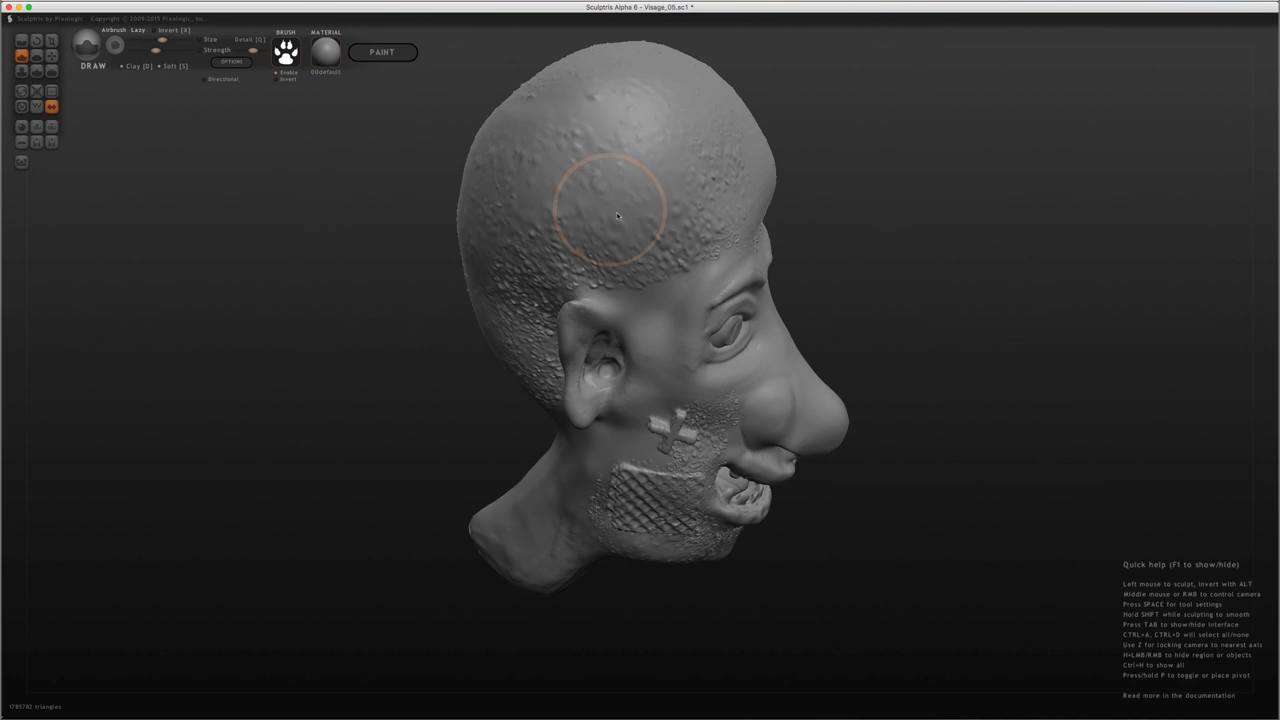 Sculptris Alpha 6 - Visage_05.sc1 *
Sculptris by Pixologic   Copyright © 2009-2015 Pixologic, Inc.
Airbrush Lazy Invert [X]
Size Detail [Q]
Strength
OPTIONS
DRAW
Clay [D] Soft [S]
Directional
BRUSH
Enable
Invert
MATERIAL
00default
PAINT
Quick help (F1 to show/hide)
Left mouse to sculpt, invert with ALT
Middle mouse or RMB to control camera
Press SPACE for tool settings
Hold SHIFT while sculpting to smooth
Press TAB to show/hide interface
CTRL+A, CTRL+D will select all/none
Use Z for locking camera to nearest axis
H+LMB/RMB to hide region or objects
Ctrl+H to show all
Press/hold P to toggle or place pivot
Read more in the documentation
1785782 triangles